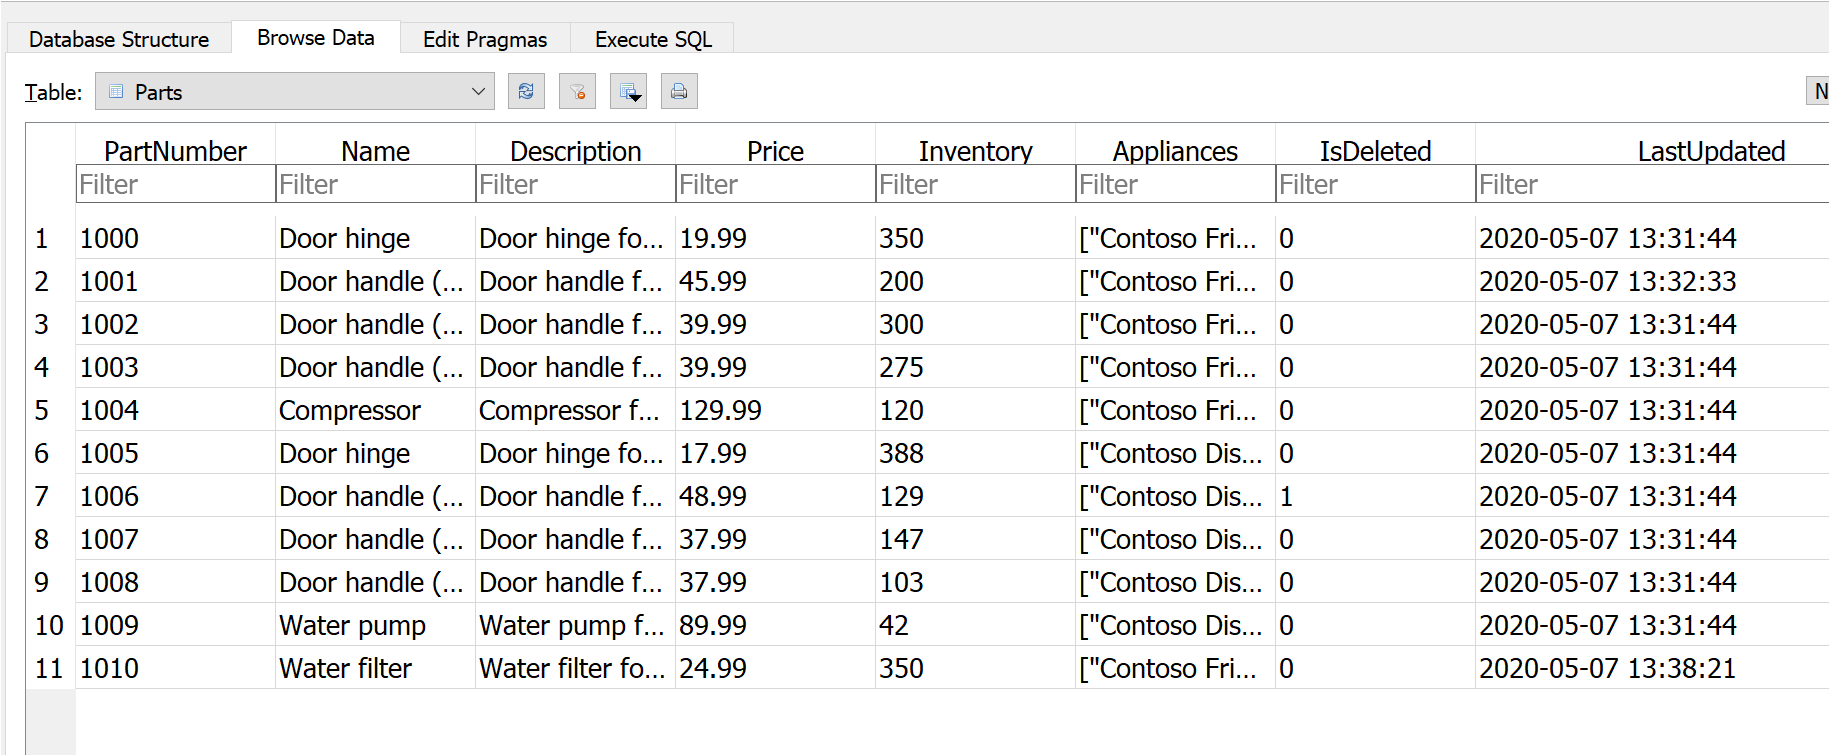 Database Structure Browse Data Edit Pragmas Execute SQL
Table: Parts N
PartNumber Name Description Price Inventory Appliances IsDeleted LastUpdated
Filter Filter Filter Filter Filter Filter Filter Filter
1 1000 Door hinge Door hinge fo... 19.99 350 ["Contoso Fri... 0 2020-05-07 13:31:44
2 1001 Door handle (... Door handle f... 45.99 200 ["Contoso Fri... 0 2020-05-07 13:32:33
3 1002 Door handle (... Door handle f... 39.99 300 ["Contoso Fri... 0 2020-05-07 13:31:44
4 1003 Door handle (... Door handle f... 39.99 275 ["Contoso Fri... 0 2020-05-07 13:31:44
5 1004 Compressor Compressor f... 129.99 120 ["Contoso Fri... 0 2020-05-07 13:31:44
6 1005 Door hinge Door hinge fo... 17.99 388 ["Contoso Dis... 0 2020-05-07 13:31:44
7 1006 Door handle (... Door handle f... 48.99 129 ["Contoso Dis... 1 2020-05-07 13:31:44
8 1007 Door handle (... Door handle f... 37.99 147 ["Contoso Dis... 0 2020-05-07 13:31:44
9 1008 Door handle (... Door handle f... 37.99 103 ["Contoso Dis... 0 2020-05-07 13:31:44
10 1009 Water pump Water pump f... 89.99 42 ["Contoso Dis... 0 2020-05-07 13:31:44
11 1010 Water filter Water filter fo... 24.99 350 ["Contoso Fri... 0 2020-05-07 13:38:21